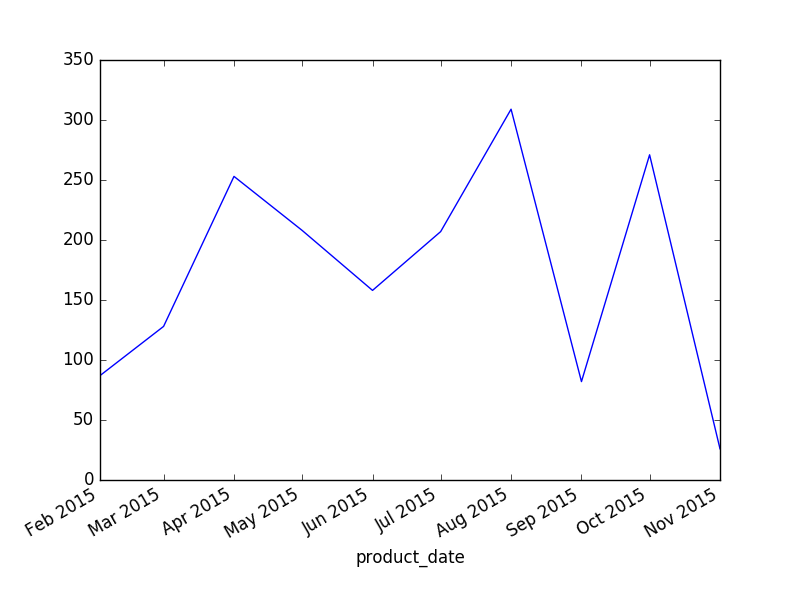 350
300
250
200
150
100
50
0
Feb 2015
Mar 2015
Apr 2015
May 2015
Jun 2015
Jul 2015
Aug 2015
Sep 2015
Oct 2015
Nov 2015
product_date